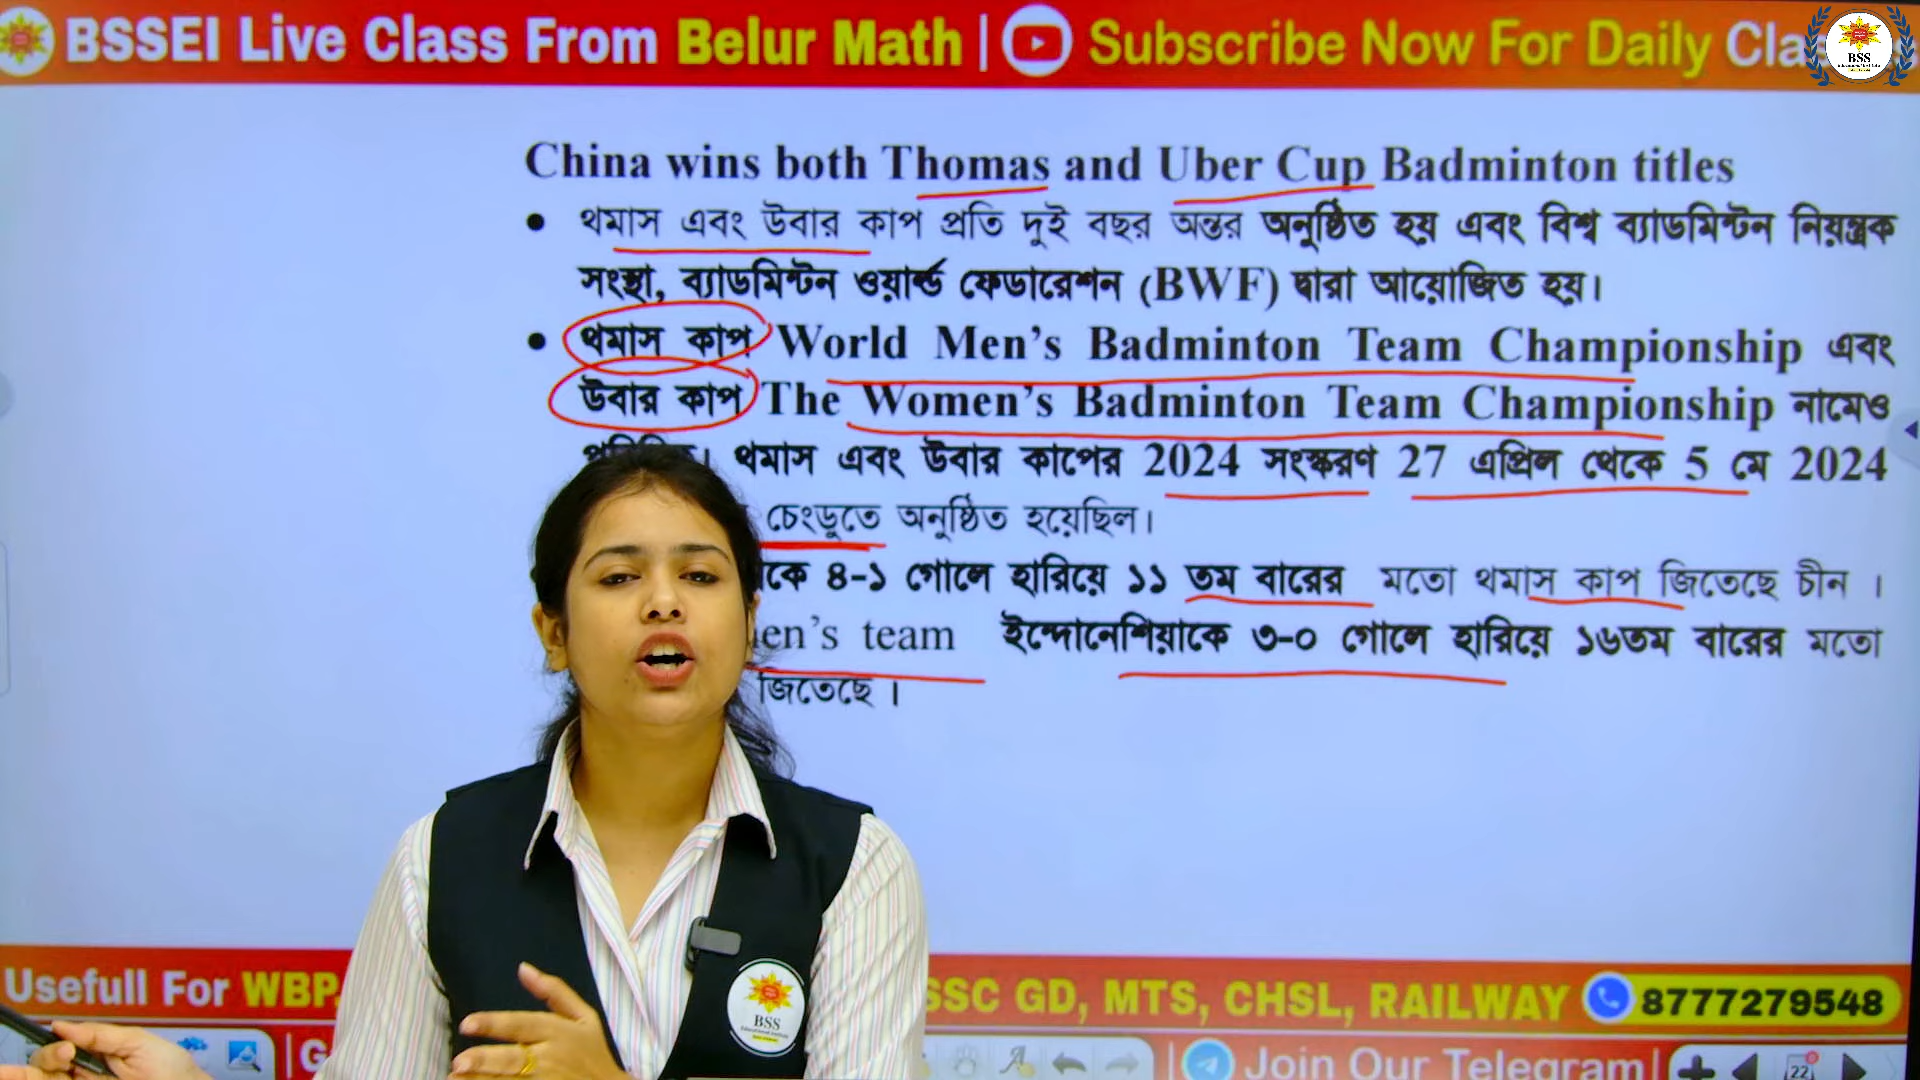 BSSEI Live Class From Belur Math | Subscribe Now For Daily Cla
BSS
China wins both Thomas and Uber Cup Badminton titles
• থমাস এবং উবার কাপ প্রতি দুই বছর অন্তর অনুষ্ঠিত হয় এবং বিশ্ব ব্যাডমিন্টন নিয়ন্ত্রক
সংস্থা, ব্যাডমিন্টন ওয়ার্ল্ড ফেডারেশন (BWF) দ্বারা আয়োজিত হয়।
• থমাস কাপ World Men's Badminton Team Championship এবং
উবার কাপ The Women's Badminton Team Championship নামেও
থমাস এবং উবার কাপের 2024 সংস্করণ 27 এপ্রিল থেকে 5 মে 2024
চেংডুতে অনুষ্ঠিত হয়েছিল।
কে ৪-১ গোলে হারিয়ে ১১ তম বারের মতো থমাস কাপ জিতেছে চীন ।
en's team ইন্দোনেশিয়াকে ৩-০ গোলে হারিয়ে ১৬তম বারের মতো
জিতেছে ।
BSS
Usefull For WBP SSC GD, MTS, CHSL, RAILWAY 8777279548
Join Our Telegram
22